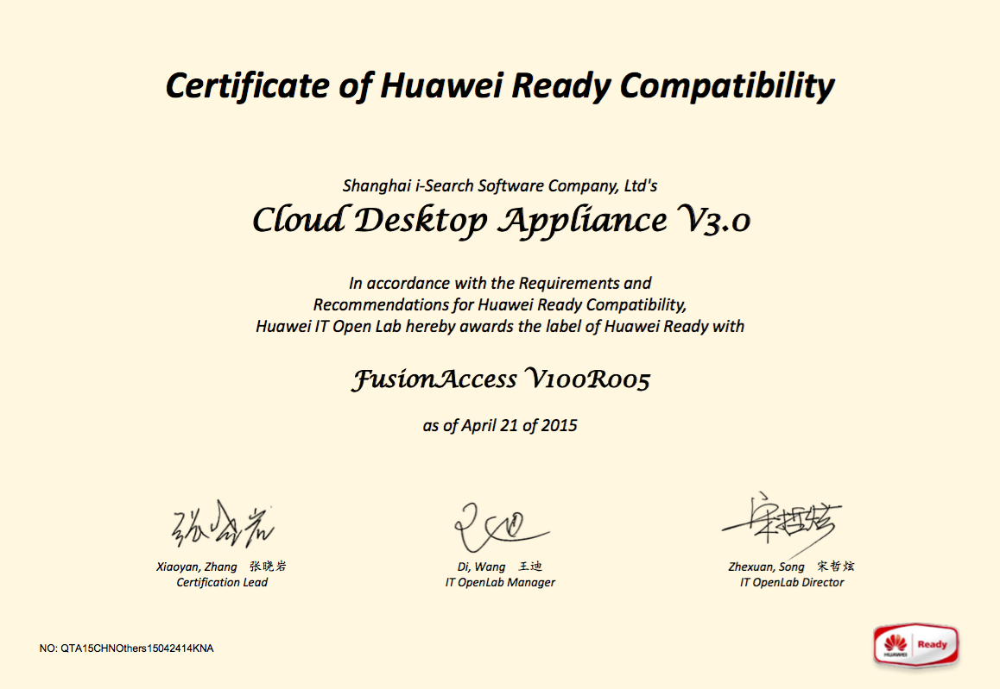 Certificate of Huawei Ready Compatibility
Shanghai i-Search Software Company, Ltd's
Cloud Desktop Appliance V3.0
In accordance with the Requirements and
Recommendations for Huawei Ready Compatibility,
Huawei IT Open Lab hereby awards the label of Huawei Ready with
FusionAccess V100R005
as of April 21 of 2015
张晓岩 王迪 宋哲炫
Xiaoyan, Zhang 张晓岩 Di, Wang 王迪 Zhexuan, Song 宋哲炫
Certification Lead IT OpenLab Manager IT OpenLab Director
NO: QTA15CHNOthers15042414KNA
HUAWEI Ready